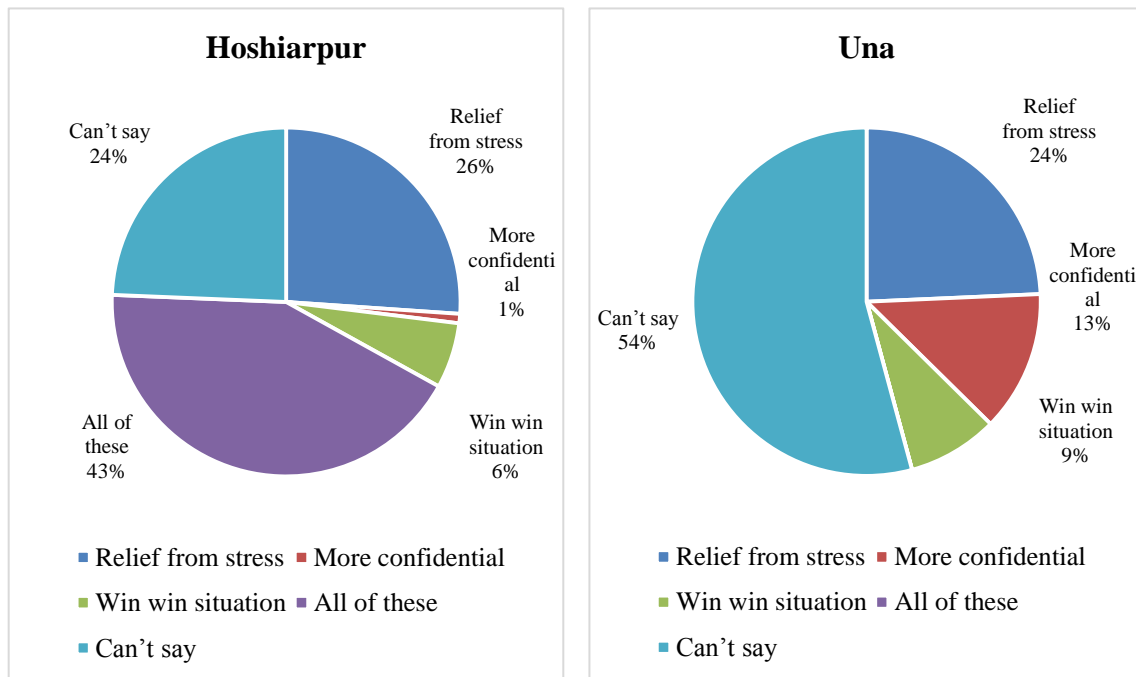 Hoshiarpur
Can’t say
24%
Relief
from stress
26%
More
confidenti
al
1%
Win win
situation
6%
All of
these
43%
Relief from stress
More confidential
Win win situation
All of these
Can’t say
Una
Relief
from stress
24%
More
confidenti
al
13%
Can’t say
54%
Win win
situation
9%
Relief from stress
More confidential
Win win situation
All of these
Can’t say